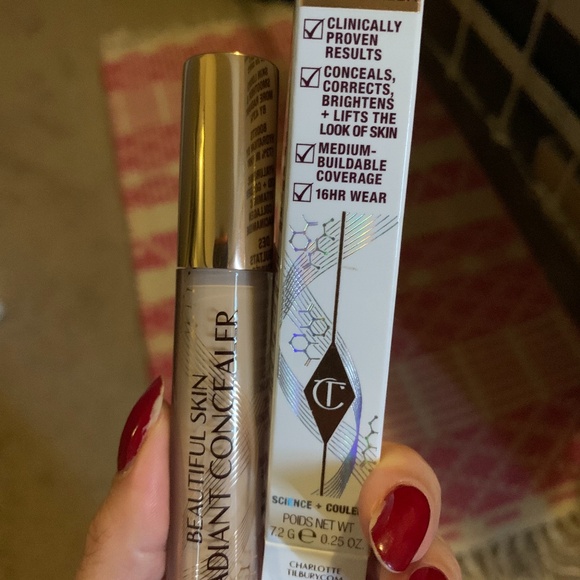 CLINICALLY
PROVEN
RESULTS
CONCEALS,
CORRECTS,
BRIGHTENS
+ LIFTS THE
LOOK OF SKIN
MEDIUM-
BUILDABLE
COVERAGE
16HR WEAR
CT
SCIENCE + COULE
POIDS NET WT
7.2 G e 0.25 OZ
CHARLOTTE
TILBURY.COM
BEAUTIFUL SKIN
RADIANT CONCEALER